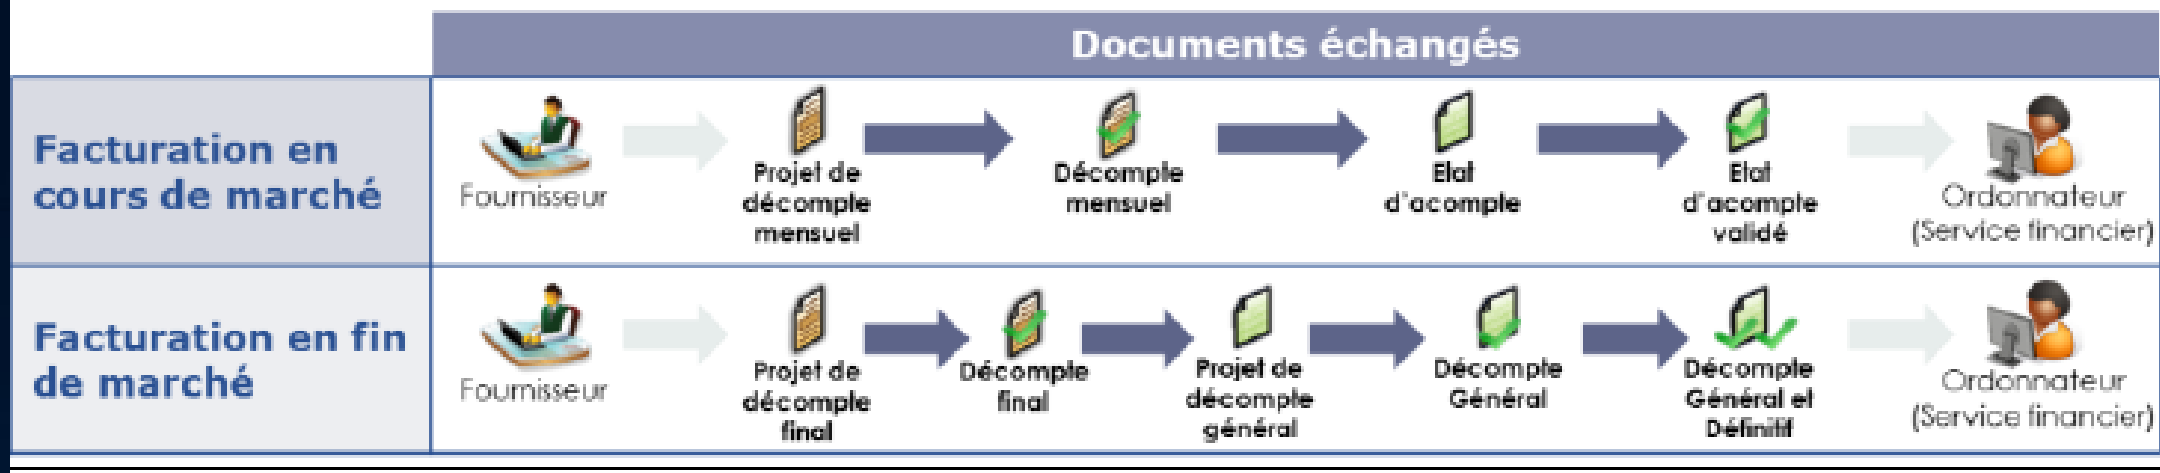 Documents échangés
Facturation en
cours de marché
Fournisseur
Projet de
décompte
mensuel
Décompte
mensuel
Etat
d'acompte
Etat
d'acompte
validé
Ordonnateur
(Service financier)
Facturation en fin
de marché
Fournisseur
Projet de
décompte
final
Décompte
final
Projet de
décompte
général
Décompte
Général
Décompte
Général et
Définitif
Ordonnateur
(Service financier)